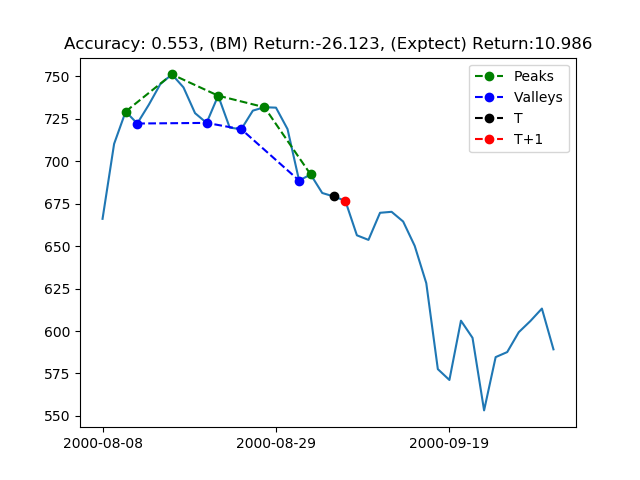 Accuracy: 0.553, (BM) Return:-26.123, (Exptect) Return:10.986
Peaks
Valleys
T
T+1
750
725
700
675
650
625
600
575
550
2000-08-08
2000-08-29
2000-09-19